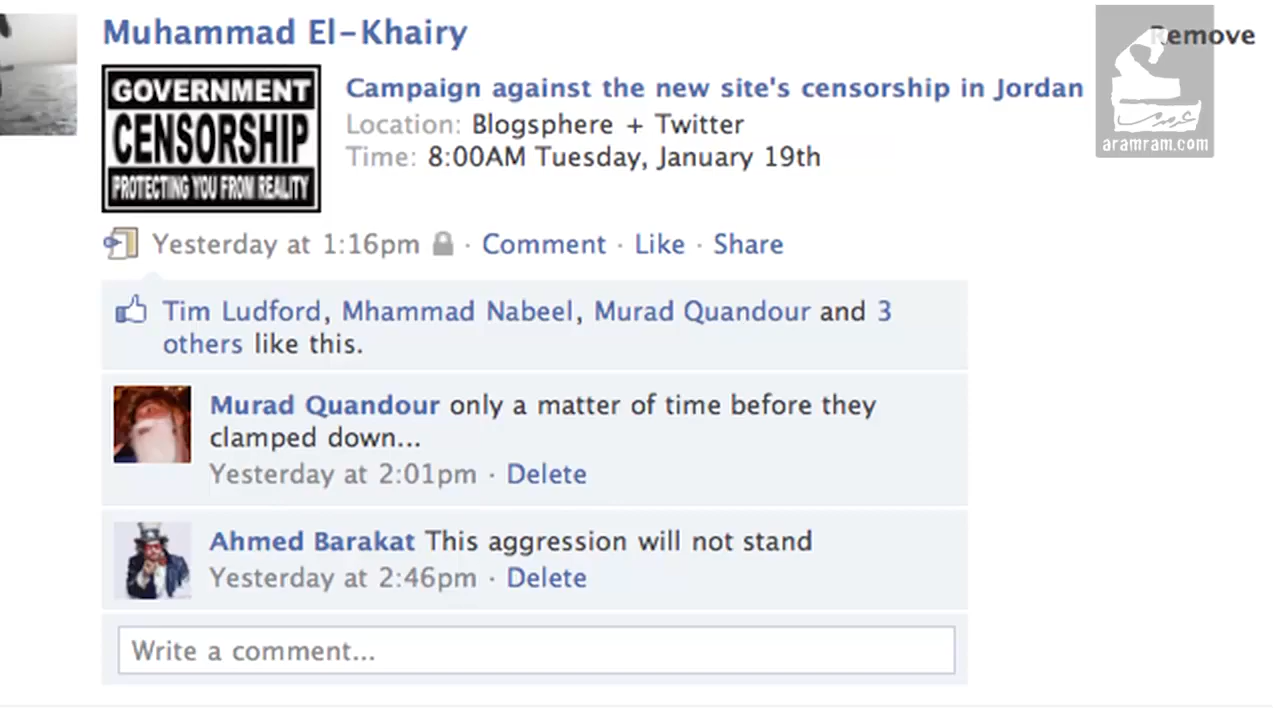 Muhammad El-Khairy
Remove
GOVERNMENT
CENSORSHIP
PROTECTING YOU FROM REALITY
Campaign against the new site's censorship in Jordan
Location: Blogsphere + Twitter
Time: 8:00AM Tuesday, January 19th
aramram.com
Yesterday at 1:16pm · Comment · Like · Share
Tim Ludford, Mhammad Nabeel, Murad Quandour and 3
others like this.
Murad Quandour only a matter of time before they
clamped down...
Yesterday at 2:01pm · Delete
Ahmed Barakat This aggression will not stand
Yesterday at 2:46pm · Delete
Write a comment...